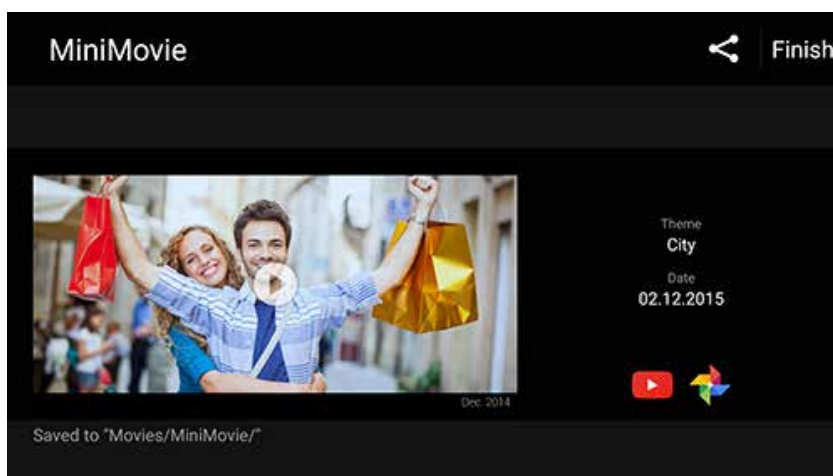 MiniMovie
Finish
Theme
City
Date
02.12.2015
Dec. 2014
Saved to "Movies/MiniMovie/"